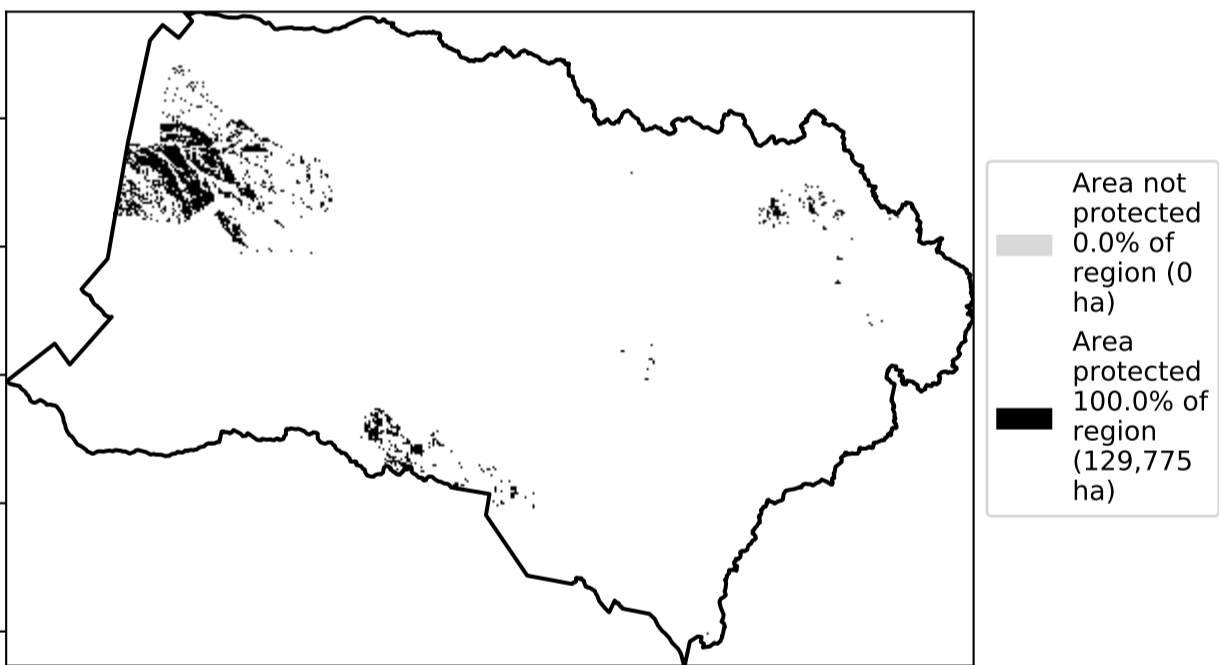 Area not
protected
0.0% of
region (0
ha)
Area
protected
100.0% of
region
(129,775
ha)